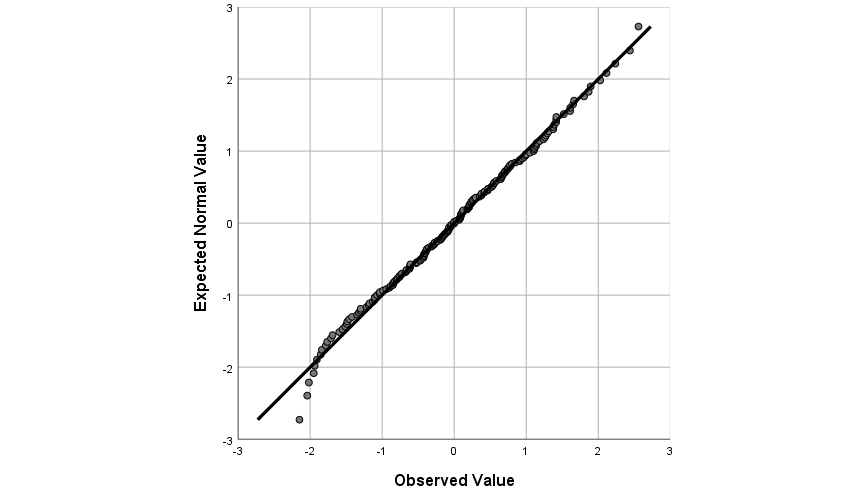 3
2
1
0
-1
-2
-3
Expected Normal Value
-3 -2 -1 0 1 2 3
Observed Value